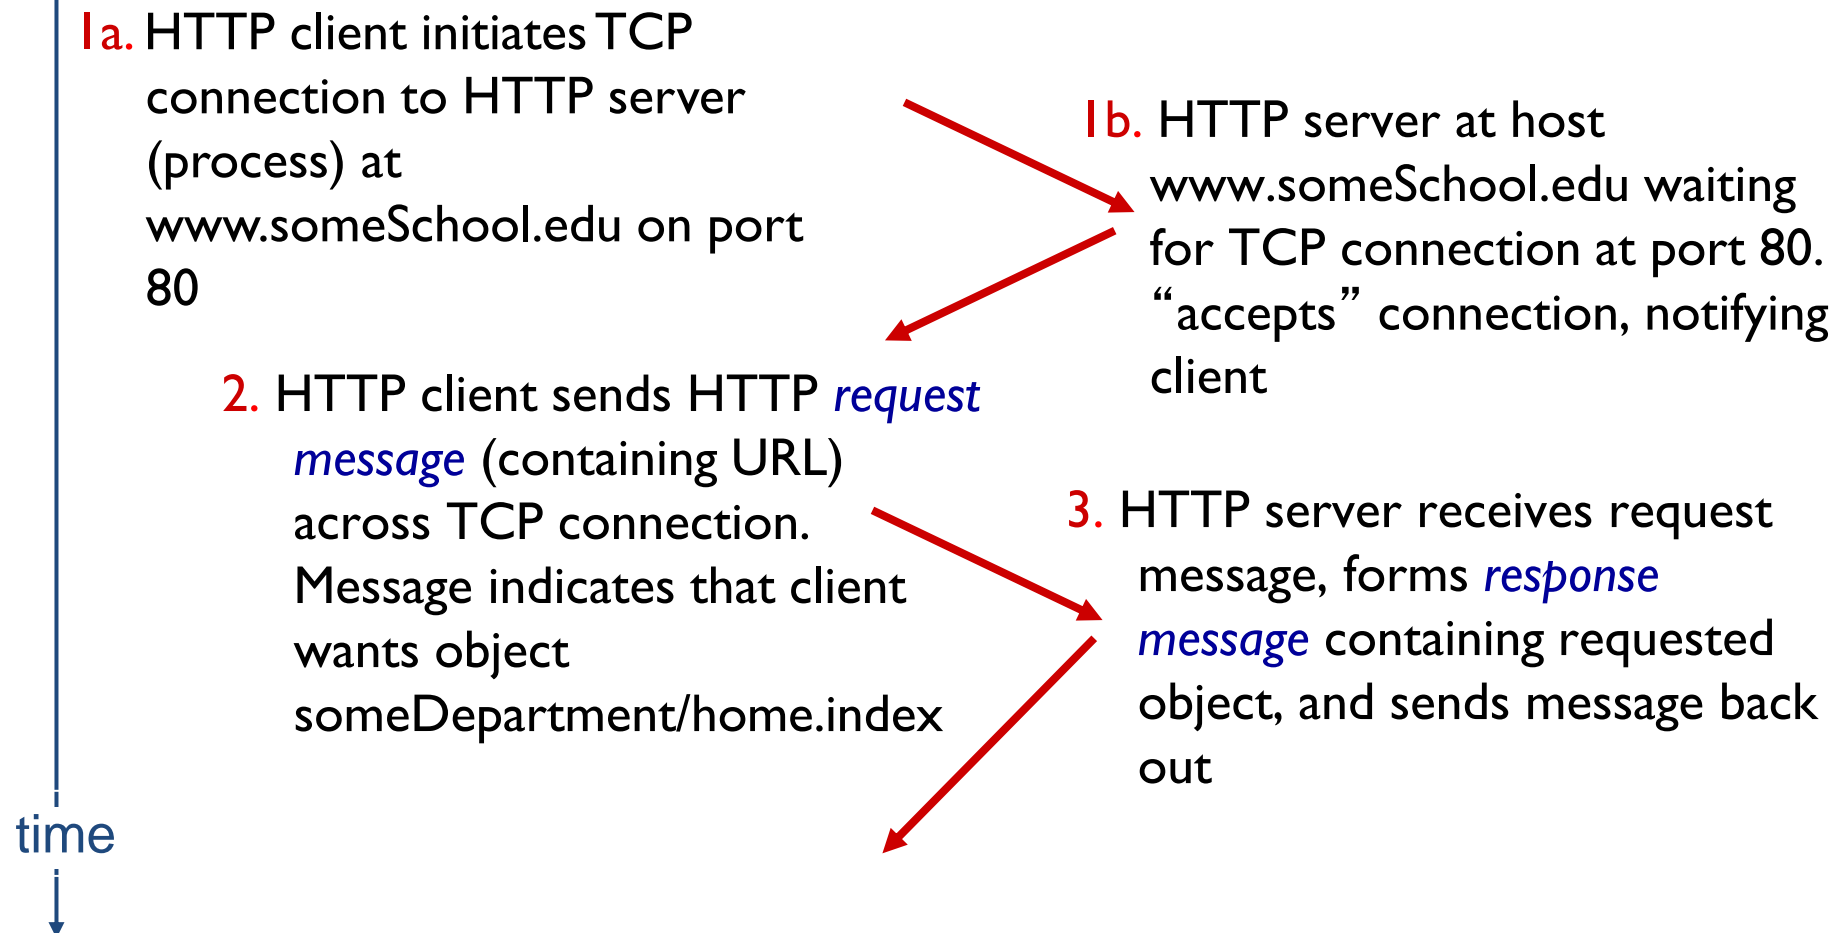 1a. HTTP client initiates TCP
connection to HTTP server
(process) at
www.someSchool.edu on port
80
1b. HTTP server at host
www.someSchool.edu waiting
for TCP connection at port 80.
“accepts” connection, notifying
client
2. HTTP client sends HTTP request
message (containing URL)
across TCP connection.
Message indicates that client
wants object
someDepartment/home.index
3. HTTP server receives request
message, forms response
message containing requested
object, and sends message back
out
time